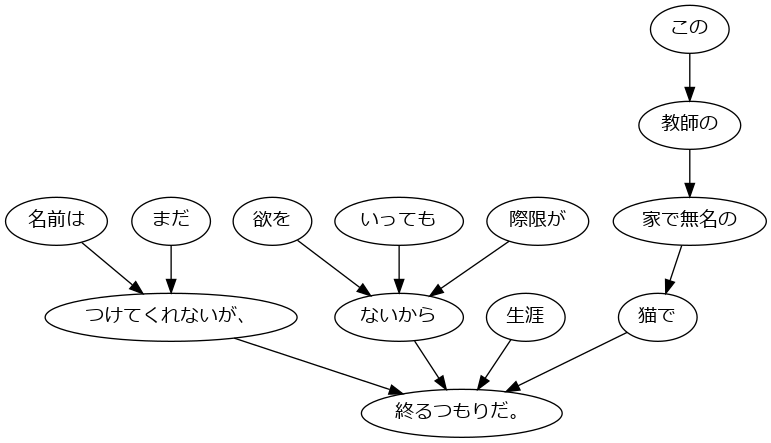 この
教師の
名前は
まだ
欲を
いっても
際限が
家で無名の
つけてくれないが、
ないから
生涯
猫で
終るつもりだ。